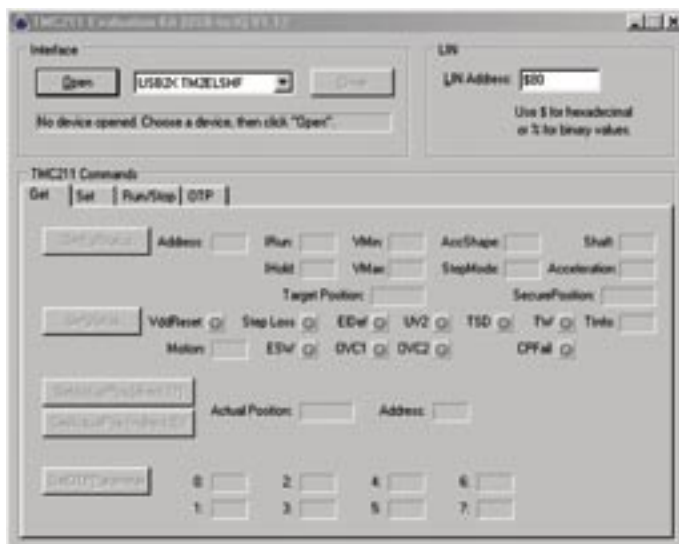 TMC211 Evaluation Kit
Interface
Open
No device opened. Choose a device, then click "Open".
LIN
LIN Address: $80
Use $ for hexadecimal
or % for binary values.
TMC211 Commands
Get Set Run/Stop OTP
Address: IRun: VMin: AccShape: Shaft:
IHold: VMax: StepMode: Acceleration:
Target Position: SecurePosition:
VddReset Step Loss ElDef UV2 TSD TW TInfo
Motion: ESW OVC1 OVC2 CPFail
Actual Position: Address:
0: 2: 4: 6:
1: 3: 5: 7: